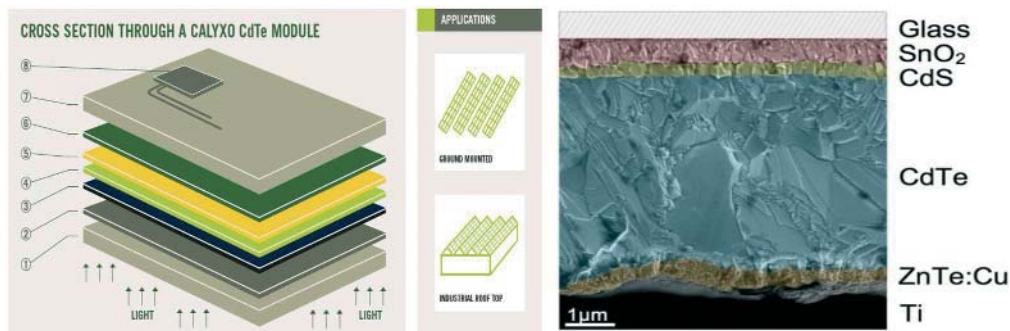 CROSS SECTION THROUGH A CALYXO CdTe MODULE
⑧
⑦
⑥
⑤
④
③
②
①
LIGHT
LIGHT
APPLICATIONS
GROUND MOUNTED
INDUSTRIAL ROOF TOP
Glass
SnO₂
CdS
CdTe
ZnTe:Cu
Ti
1µm